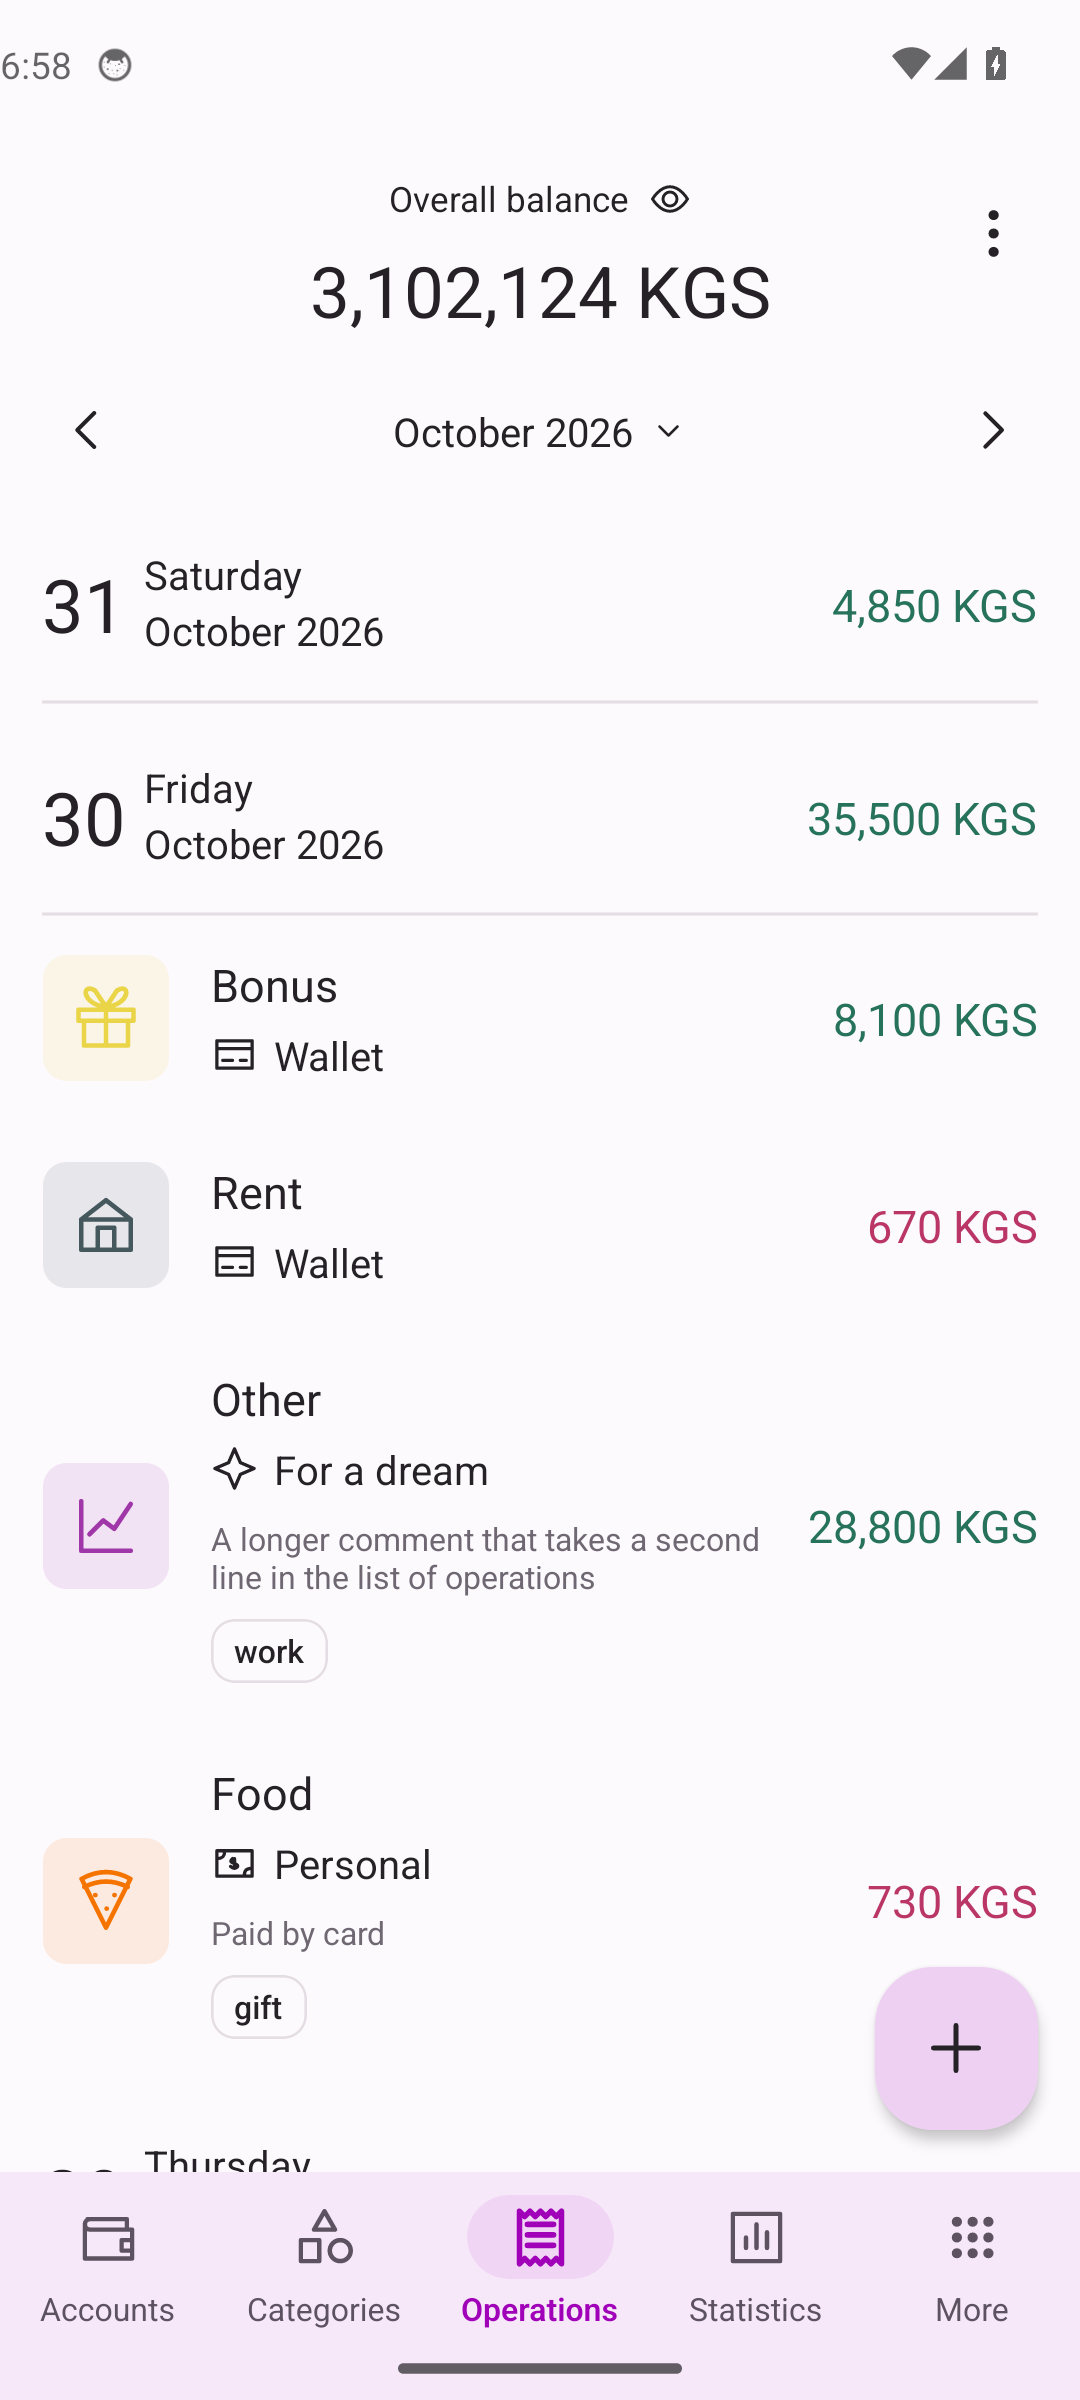 6:58
Overall balance
3,102,124 KGS
October 2026
31
Saturday
October 2026
4,850 KGS
30
Friday
October 2026
35,500 KGS
Bonus
Wallet
8,100 KGS
Rent
Wallet
670 KGS
Other
For a dream
A longer comment that takes a second
line in the list of operations
28,800 KGS
work
Food
Personal
Paid by card
730 KGS
gift
Thursday
Accounts
Categories
Operations
Statistics
More